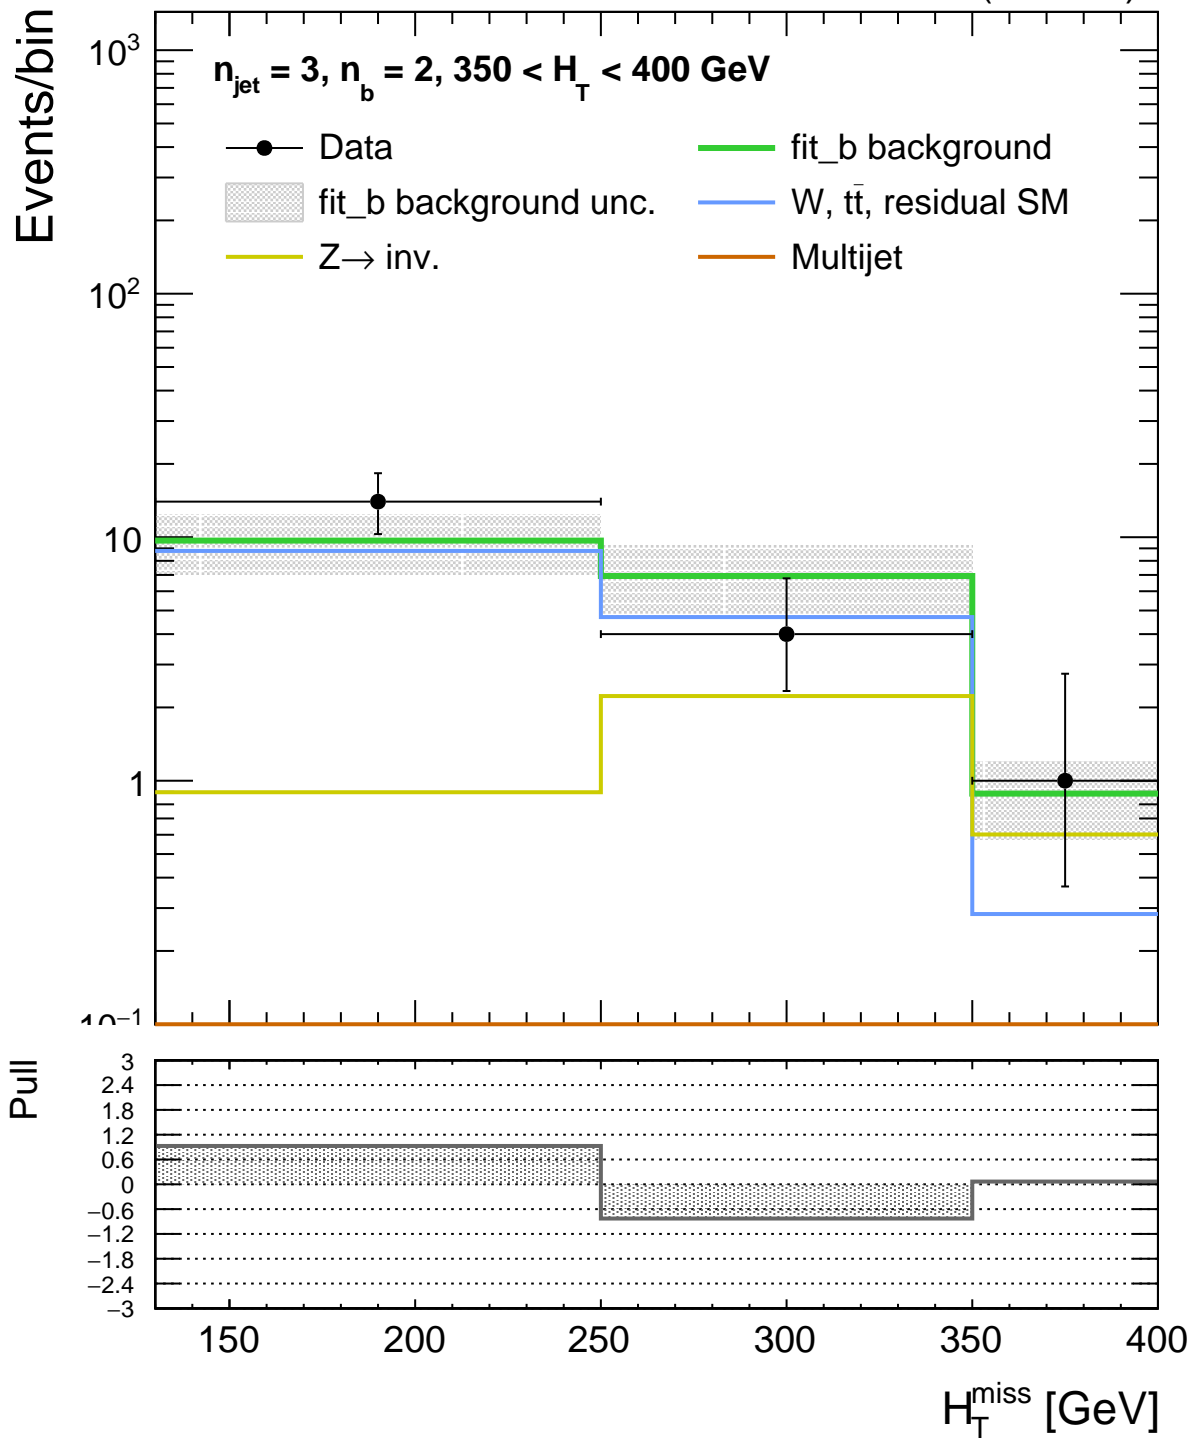 Events/bin
n_jet = 3, n_b = 2, 350 < H_T < 400 GeV
Data
fit_b background
fit_b background unc.
W, tt̄, residual SM
Z→ inv.
Multijet
10³
10²
10
1
10⁻¹
Pull
3
2.4
1.8
1.2
0.6
0
−0.6
−1.2
−1.8
−2.4
−3
150 200 250 300 350 400
H_T^miss [GeV]